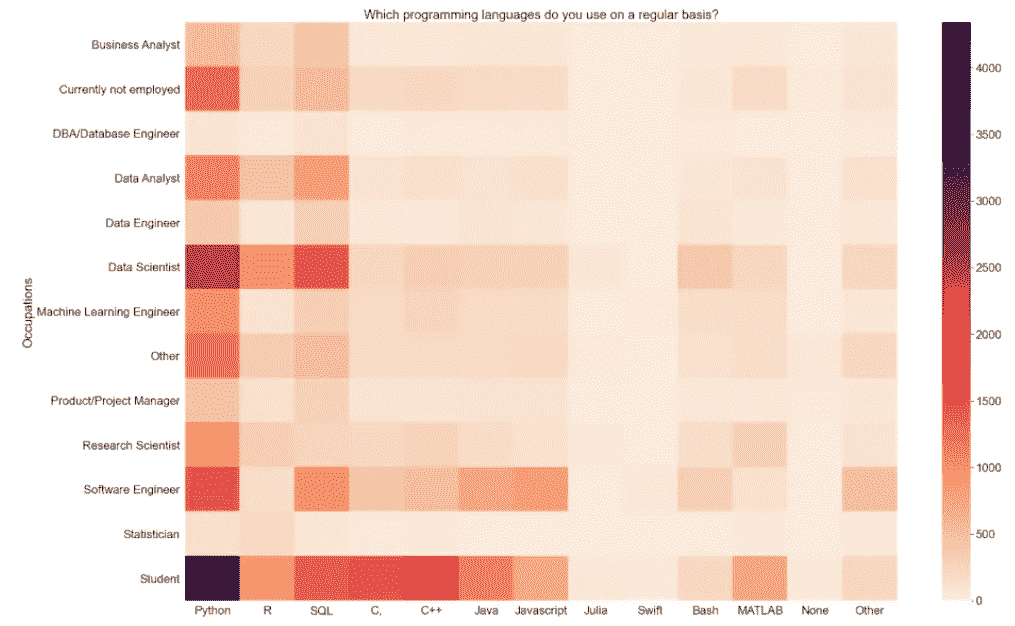 Which programming languages do you use on a regular basis?
Occupations
Business Analyst
Currently not employed
DBA/Database Engineer
Data Analyst
Data Engineer
Data Scientist
Machine Learning Engineer
Other
Product/Project Manager
Research Scientist
Software Engineer
Statistician
Student
Python R SQL C, C++ Java Javascript Julia Swift Bash MATLAB None Other
4000
3500
3000
2500
2000
1500
1000
500
0